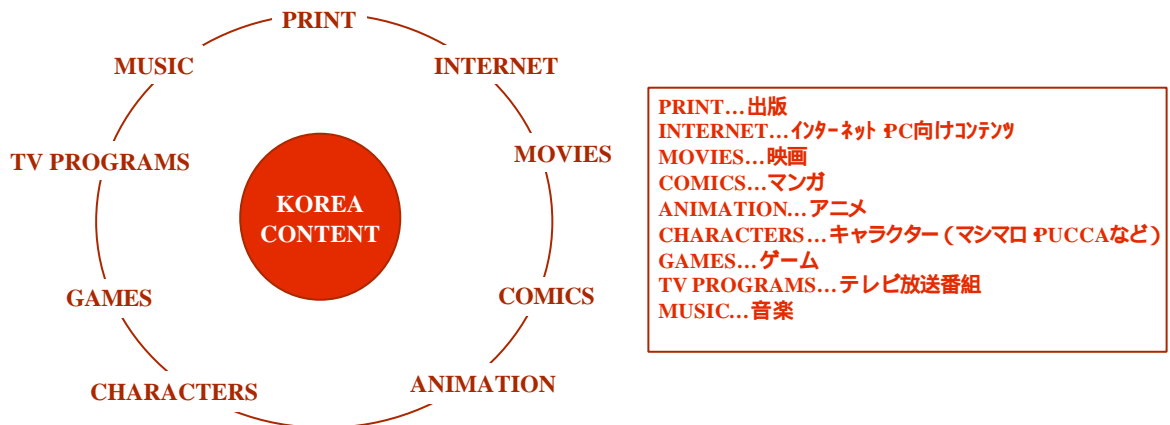 PRINT
INTERNET
MOVIES
COMICS
ANIMATION
CHARACTERS
GAMES
TV PROGRAMS
MUSIC
KOREA
CONTENT
PRINT…出版
INTERNET…インターネット PC向けコンテンツ
MOVIES…映画
COMICS…マンガ
ANIMATION…アニメ
CHARACTERS…キャラクター(マシマロ PUCCAなど)
GAMES…ゲーム
TV PROGRAMS…テレビ放送番組
MUSIC…音楽